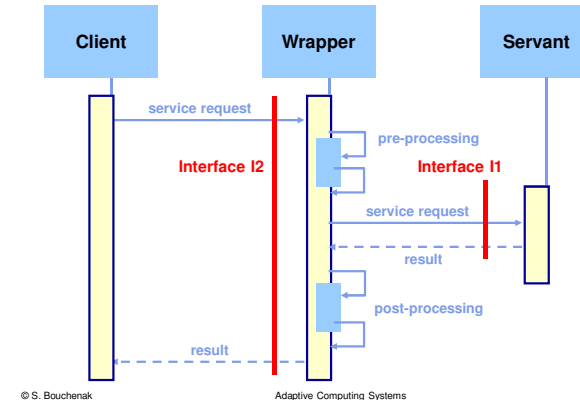 Client
Wrapper
Servant
service request
pre-processing
Interface I2
Interface I1
service request
result
post-processing
result
© S. Bouchenak
Adaptive Computing Systems